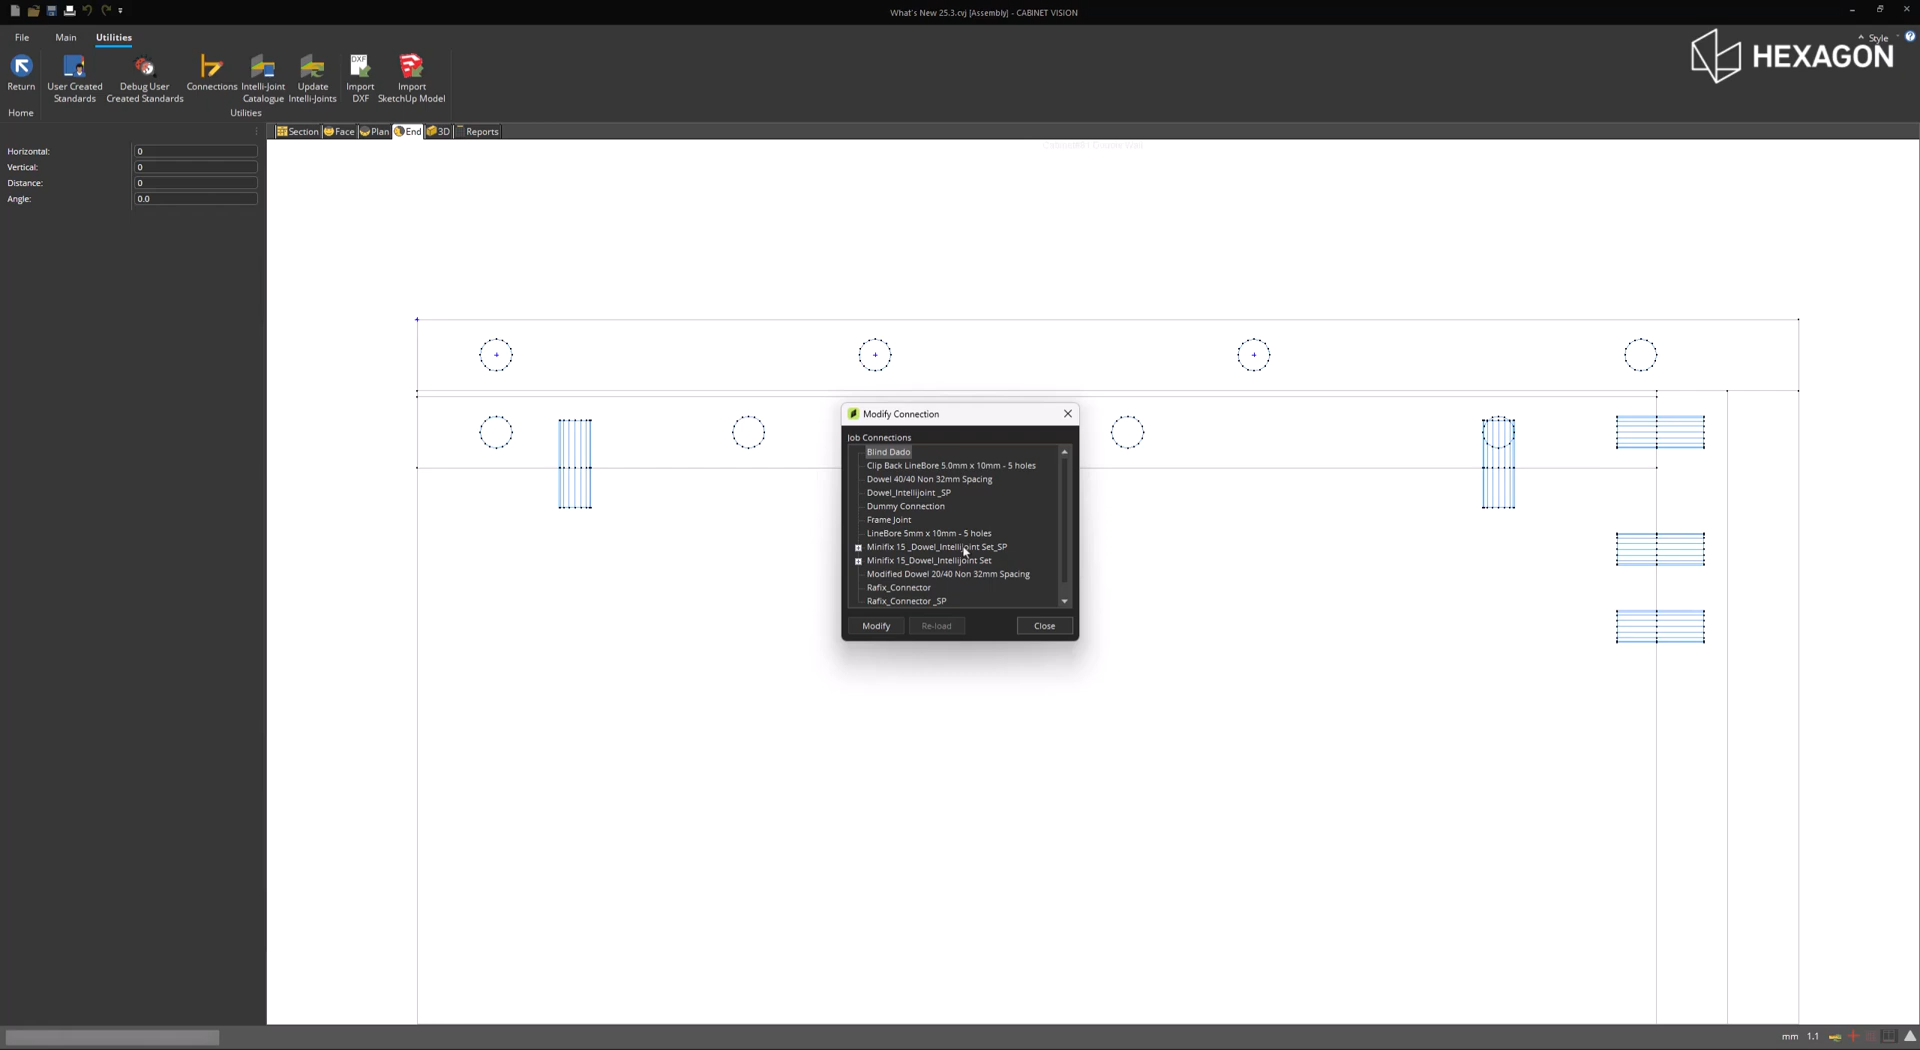 What's New 25.3.cvj [Assembly] - CABINET VISION
File Main Utilities
Style
HEXAGON
Return
User Created Standards
Debug User Created Standards
Connections
Intelli-Joint Catalogue
Update Intelli-Joints
DXF
Import DXF
Import SketchUp Model
Home
Utilities
Section Face Plan End 3D Reports
Horizontal: 0
Vertical: 0
Distance: 0
Angle: 0.0
Modify Connection
Job Connections
Blind Dado
Clip Back LineBore 5.0mm x 10mm - 5 holes
Dowel 40/40 Non 32mm Spacing
Dowel_Intellijoint _SP
Dummy Connection
Frame Joint
LineBore 5mm x 10mm - 5 holes
Minifix 15 _Dowel_Intellijoint Set_SP
Minifix 15_Dowel_Intellijoint Set
Modified Dowel 20/40 Non 32mm Spacing
Rafix_Connector
Rafix_Connector _SP
Modify Re-load Close
mm 1.1